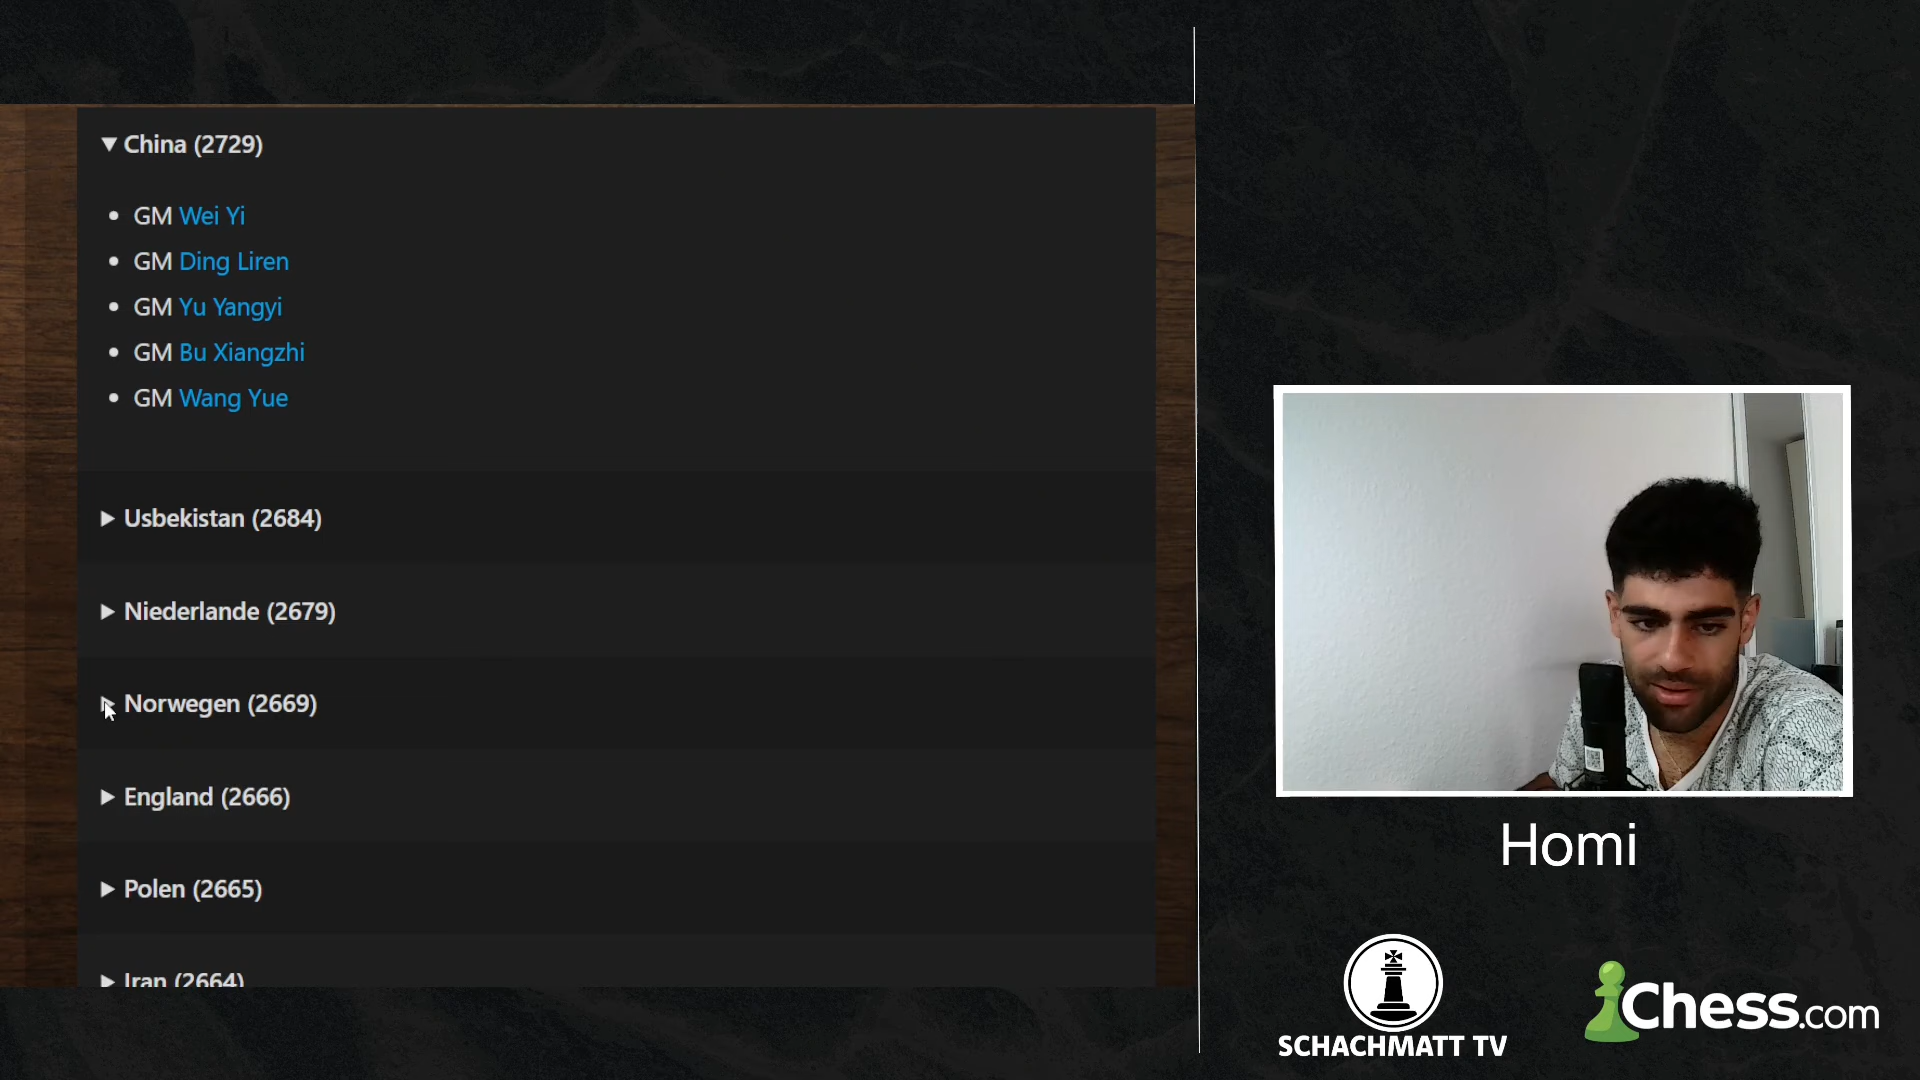 China (2729)
GM Wei Yi
GM Ding Liren
GM Yu Yangyi
GM Bu Xiangzhi
GM Wang Yue
Usbekistan (2684)
Niederlande (2679)
Norwegen (2669)
England (2666)
Polen (2665)
Iran (2664)
Homi
SCHACHMATT TV
Chess.com